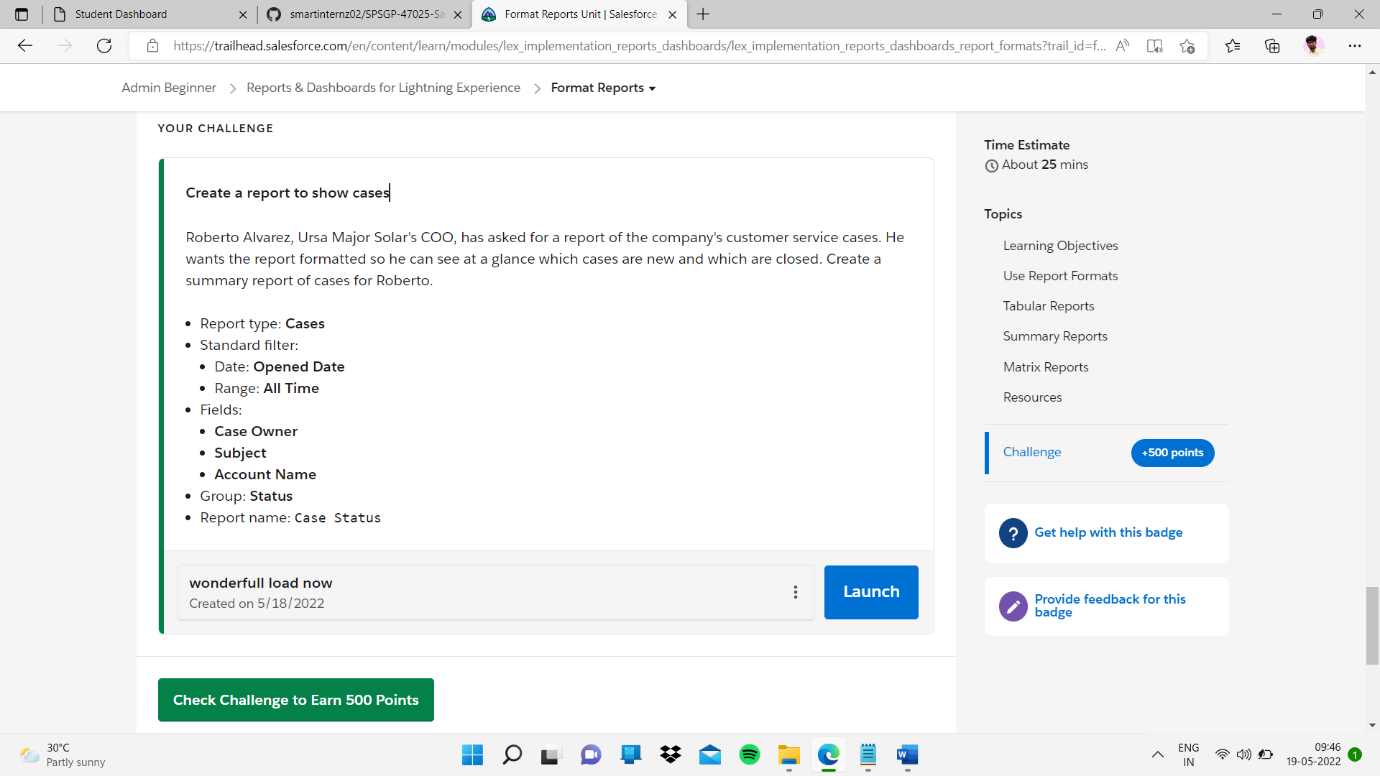 Student Dashboard
smartinternz02/SPSGP-47025-Sa
Format Reports Unit | Salesforce
https://trailhead.salesforce.com/en/content/learn/modules/lex_implementation_reports_dashboards/lex_implementation_reports_dashboards_report_formats?trail_id=f...
Admin Beginner > Reports & Dashboards for Lightning Experience > Format Reports
YOUR CHALLENGE
Create a report to show cases
Roberto Alvarez, Ursa Major Solar's COO, has asked for a report of the company's customer service cases. He
wants the report formatted so he can see at a glance which cases are new and which are closed. Create a
summary report of cases for Roberto.
• Report type: Cases
• Standard filter:
• Date: Opened Date
• Range: All Time
• Fields:
• Case Owner
• Subject
• Account Name
• Group: Status
• Report name: Case Status
wonderfull load now
Created on 5/18/2022
Launch
Check Challenge to Earn 500 Points
Time Estimate
About 25 mins
Topics
Learning Objectives
Use Report Formats
Tabular Reports
Summary Reports
Matrix Reports
Resources
Challenge
+500 points
? Get help with this badge
Provide feedback for this
badge
30°C
Partly sunny
ENG
IN
09:46
19-05-2022
1